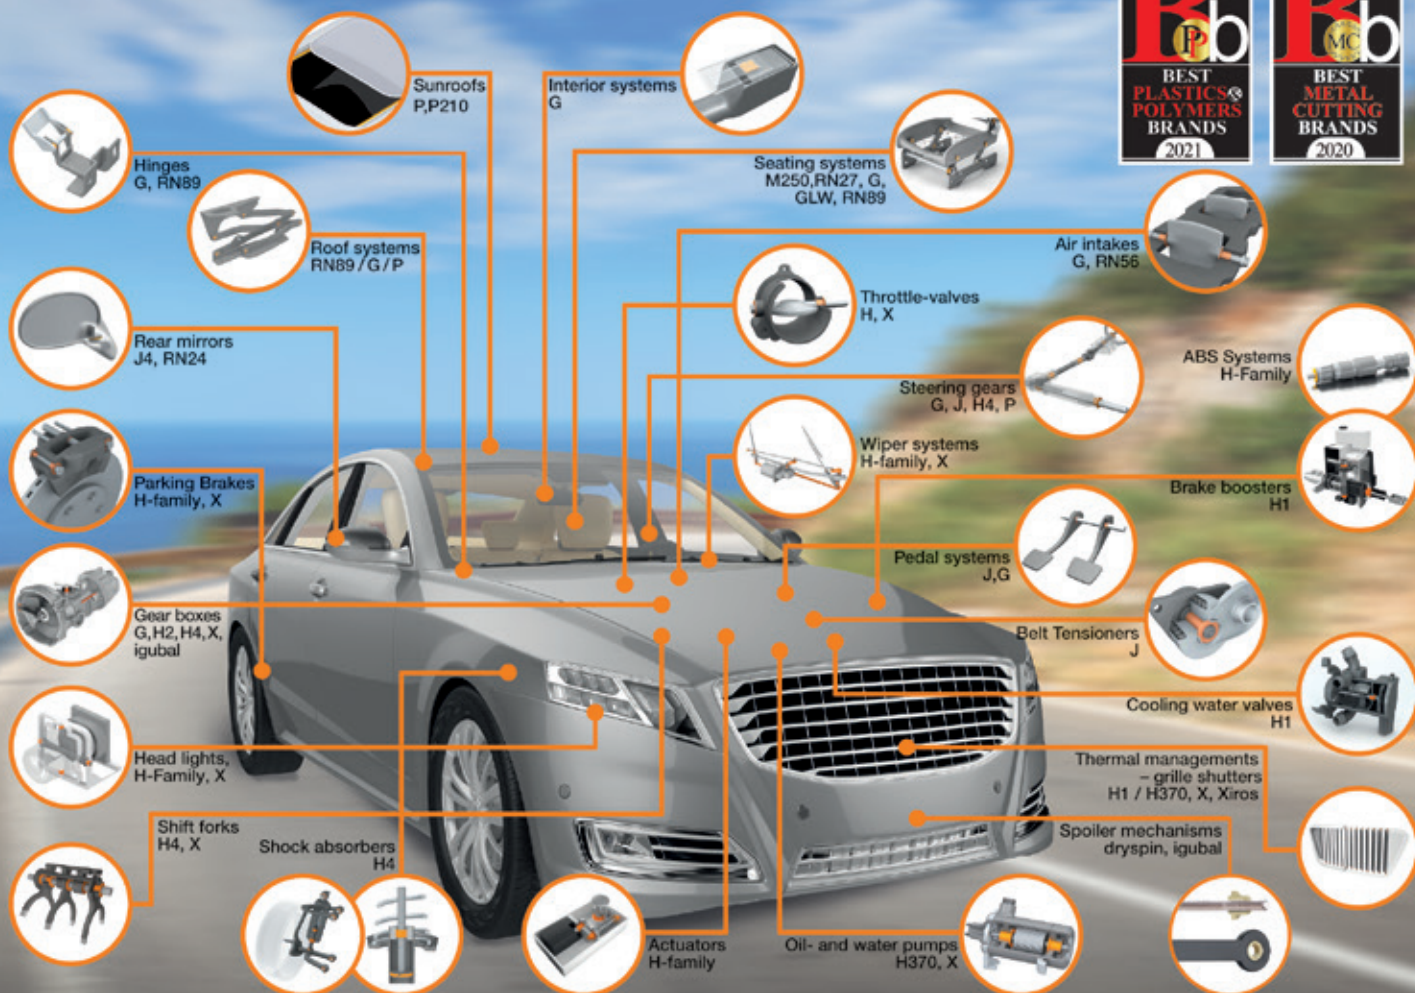 PP b
BEST
PLASTICS&
POLYMERS
BRANDS
2021
MC b
BEST
METAL
CUTTING
BRANDS
2020
Sunroofs
P,P210
Interior systems
G
Hinges
G, RN89
Seating systems
M250,RN27, G,
GLW, RN89
Roof systems
RN89/G/P
Air intakes
G, RN56
Throttle-valves
H, X
Rear mirrors
J4, RN24
ABS Systems
H-Family
Steering gears
G, J, H4, P
Wiper systems
H-family, X
Parking Brakes
H-family, X
Brake boosters
H1
Pedal systems
J,G
Gear boxes
G,H2,H4,X,
igubal
Belt Tensioners
J
Cooling water valves
H1
Head lights,
H-Family, X
Thermal managements
– grille shutters
H1 / H370, X, Xiros
Shift forks
H4, X
Shock absorbers
H4
Spoiler mechanisms
dryspin, igubal
Actuators
H-family
Oil- and water pumps
H370, X